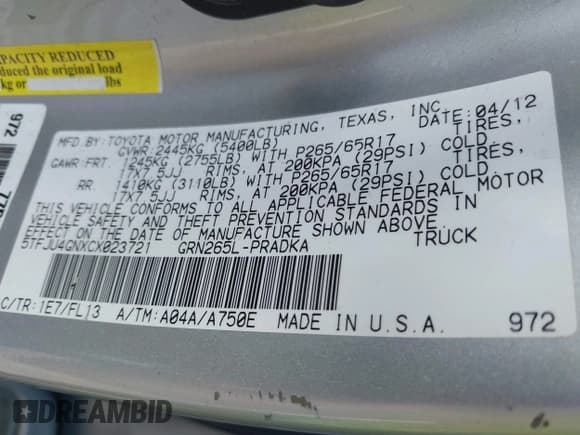 CAPACITY REDUCED
duced the original load
kg or lbs
972
MFD.BY:TOYOTA MOTOR MANUFACTURING, TEXAS, INC. DATE: 04/12
GVWR:2445KG (5400LB)
GAWR:FRT. 1245KG (2755LB) WITH P265/65R17 TIRES,
17X7.5JJ RIMS, AT 200KPA (29PSI) COLD
RR. 1410KG (3110LB) WITH P265/65R17 TIRES,
17X7.5JJ RIMS, AT 200KPA (29PSI) COLD
THIS VEHICLE CONFORMS TO ALL APPLICABLE FEDERAL MOTOR
VEHICLE SAFETY AND THEFT PREVENTION STANDARDS IN
EFFECT ON THE DATE OF MANUFACTURE SHOWN ABOVE.
5TFJU4GNXCX023721 GRN265L-PRADKA TRUCK
C/TR:1E7/FL13 A/TM:A04A/A750E MADE IN U.S.A. 972
DREAMBID